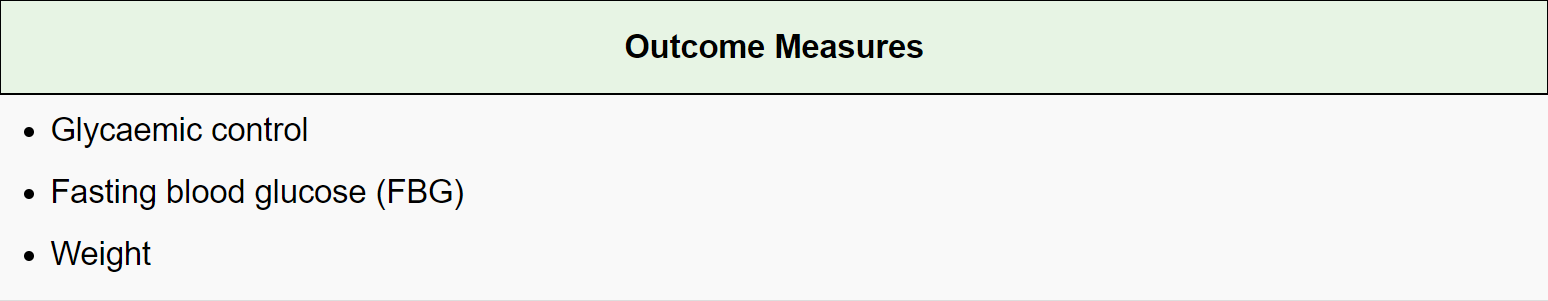 Outcome Measures
• Glycaemic control
• Fasting blood glucose (FBG)
• Weight